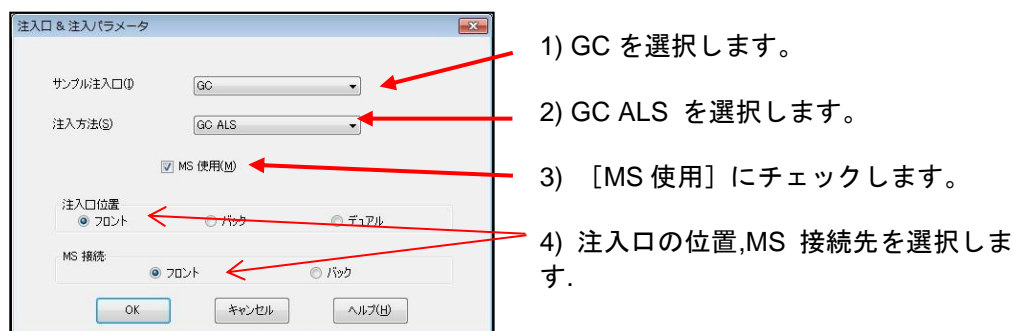 注入口 & 注入パラメータ
サンプル注入口(I)
GC
注入方法(S)
GC ALS
MS 使用(M)
注入口位置
フロント
バック
デュアル
MS 接続:
フロント
バック
OK
キャンセル
ヘルプ(H)
1) GC を選択します。
2) GC ALS を選択します。
3) ［MS 使用］にチェックします。
4) 注入口の位置,MS 接続先を選択しま
す.